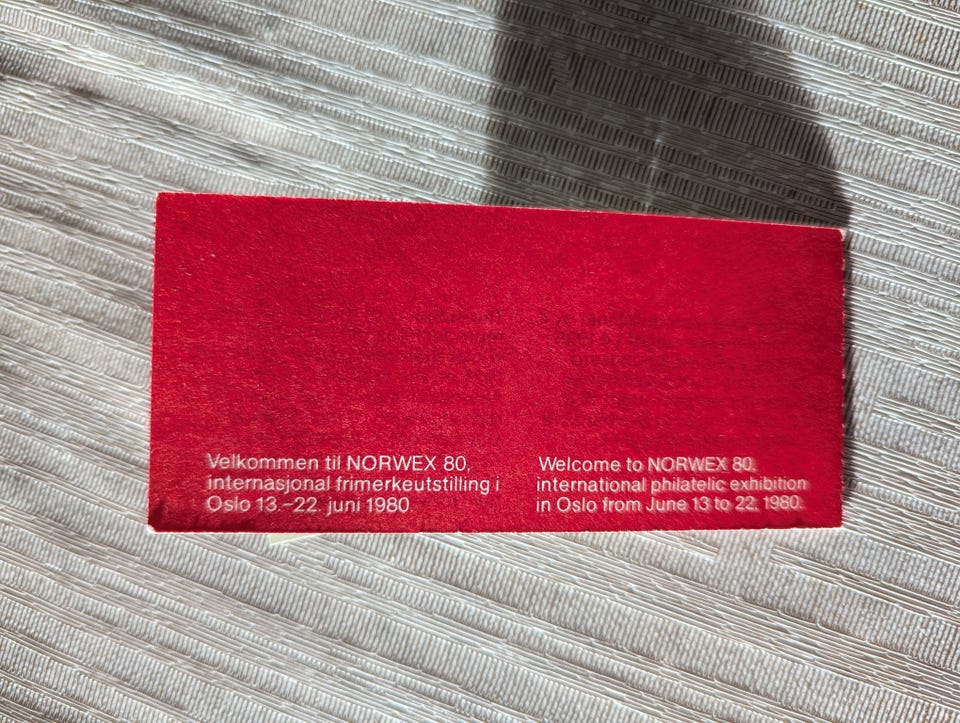 Velkommen til NORWEX 80,
internasjonal frimerkeutstilling i
Oslo 13.–22. juni 1980.
Welcome to NORWEX 80,
international philatelic exhibition
in Oslo from June 13 to 22, 1980.